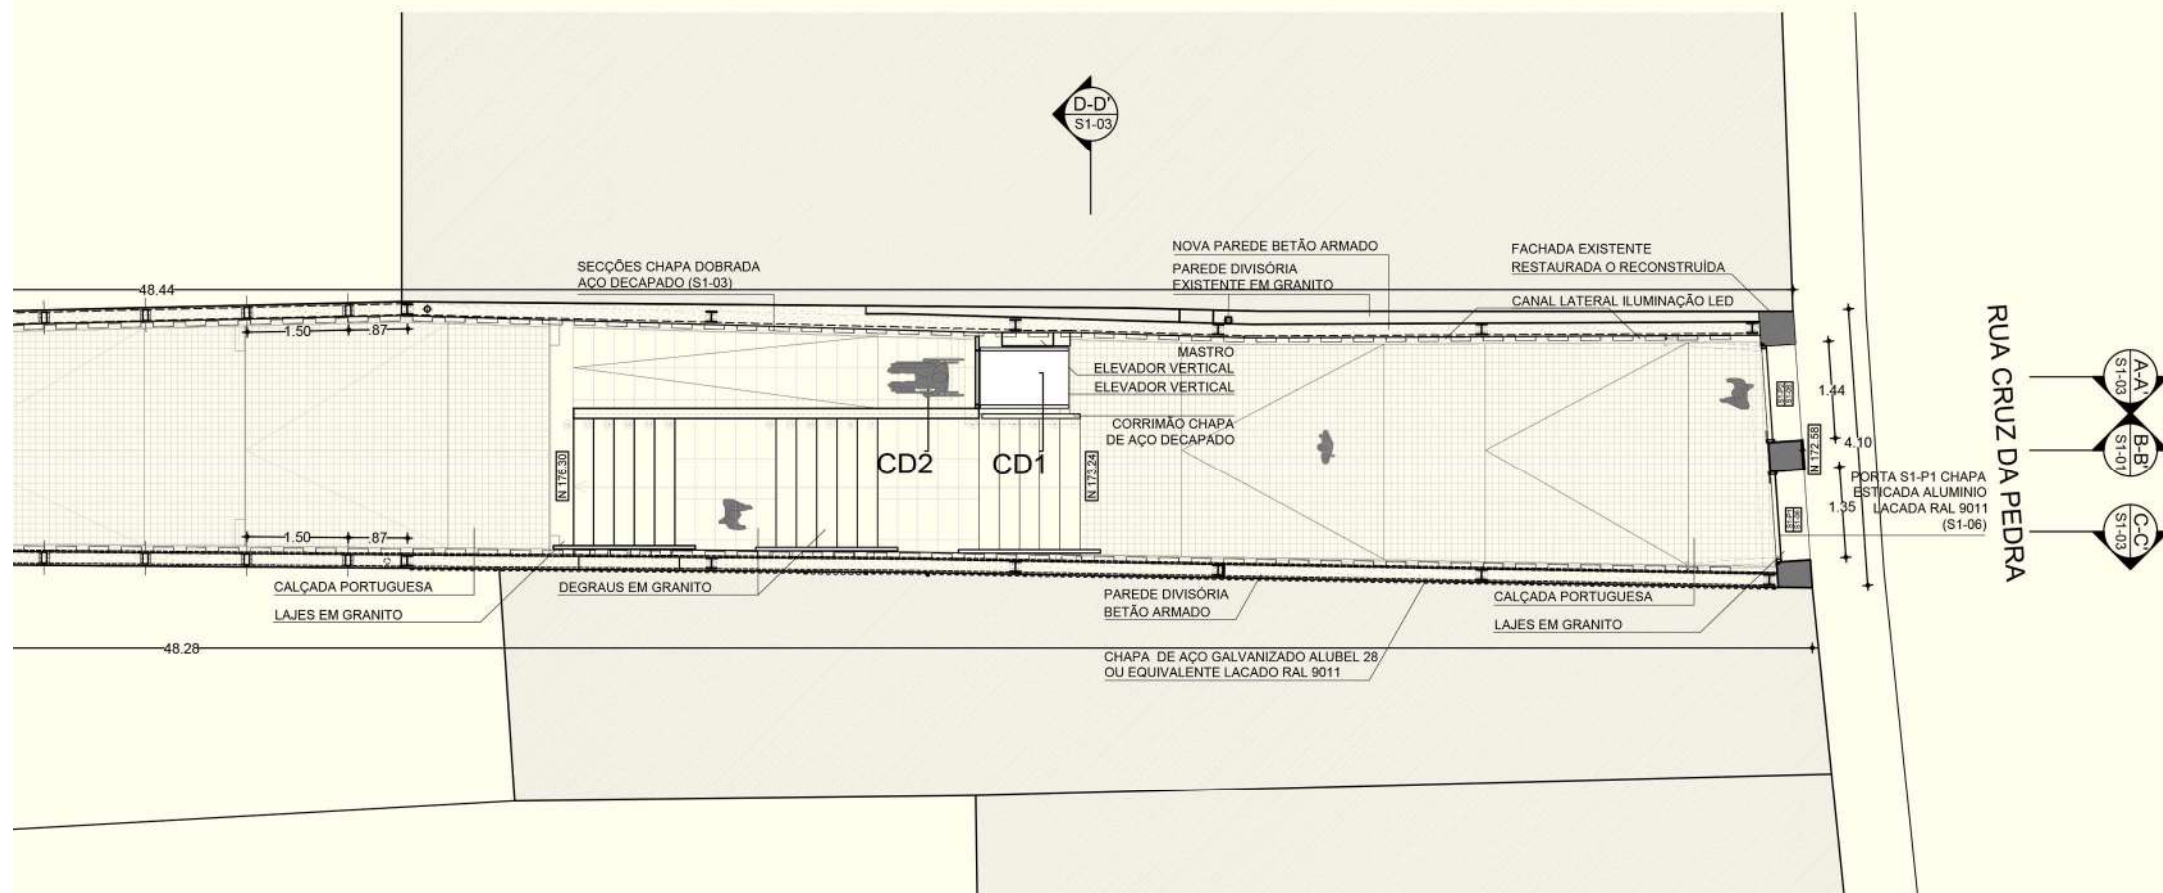 D-D'
S1-03
SECÇÕES CHAPA DOBRADA
AÇO DECAPADO (S1-03)
NOVA PAREDE BETÃO ARMADO
PAREDE DIVISÓRIA
EXISTENTE EM GRANITO
FACHADA EXISTENTE
RESTAURADA O RECONSTRUÍDA
CANAL LATERAL ILUMINAÇÃO LED
48.44
1.50
.87
MASTRO
ELEVADOR VERTICAL
ELEVADOR VERTICAL
CORRIMÃO CHAPA
DE AÇO DECAPADO
CD2
CD1
N 176.30
N 173.24
N 172.58
1.44
4.10
1.35
PORTA S1-P1 CHAPA
ESTICADA ALUMINIO
LACADA RAL 9011
(S1-06)
RUA CRUZ DA PEDRA
A-A'
S1-03
B-B'
S1-01
C-C'
S1-03
1.50
.87
CALÇADA PORTUGUESA
LAJES EM GRANITO
DEGRAUS EM GRANITO
PAREDE DIVISÓRIA
BETÃO ARMADO
CALÇADA PORTUGUESA
LAJES EM GRANITO
48.28
CHAPA DE AÇO GALVANIZADO ALUBEL 28
OU EQUIVALENTE LACADO RAL 9011